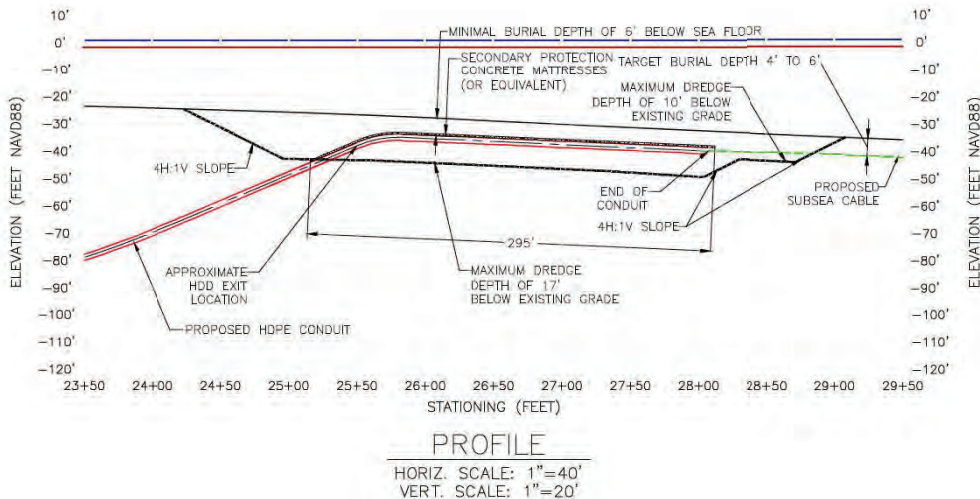 10'
0'
-10'
-20'
-30'
-40'
-50'
-60'
-70
-80'
-90'
-100'
-110'
-120'
ELEVATION (FEET NAVD88)
MINIMAL BURIAL DEPTH OF 6' BELOW SEA FLOOR
SECONDARY PROTECTION
CONCRETE MATTRESSES
(OR EQUIVALENT)
TARGET BURIAL DEPTH 4' TO 6'
MAXIMUM DREDGE
DEPTH OF 10' BELOW
EXISTING GRADE
4H:1V SLOPE
END OF
CONDUIT
PROPOSED
SUBSEA CABLE
4H:1V SLOPE
295'
APPROXIMATE
HDD EXIT
LOCATION
MAXIMUM DREDGE
DEPTH OF 17'
BELOW EXISTING GRADE
PROPOSED HDPE CONDUIT
10'
0'
-10'
-20'
-30'
-40'
-50'
-60'
-70'
-80'
-90'
-100'
-110'
-120'
ELEVATION (FEET NAVD88)
23+50 24+00 24+50 25+00 25+50 26+00 26+50 27+00 27+50 28+00 28+50 29+00 29+50
STATIONING (FEET)
PROFILE
HORIZ. SCALE: 1"=40'
VERT. SCALE: 1"=20'